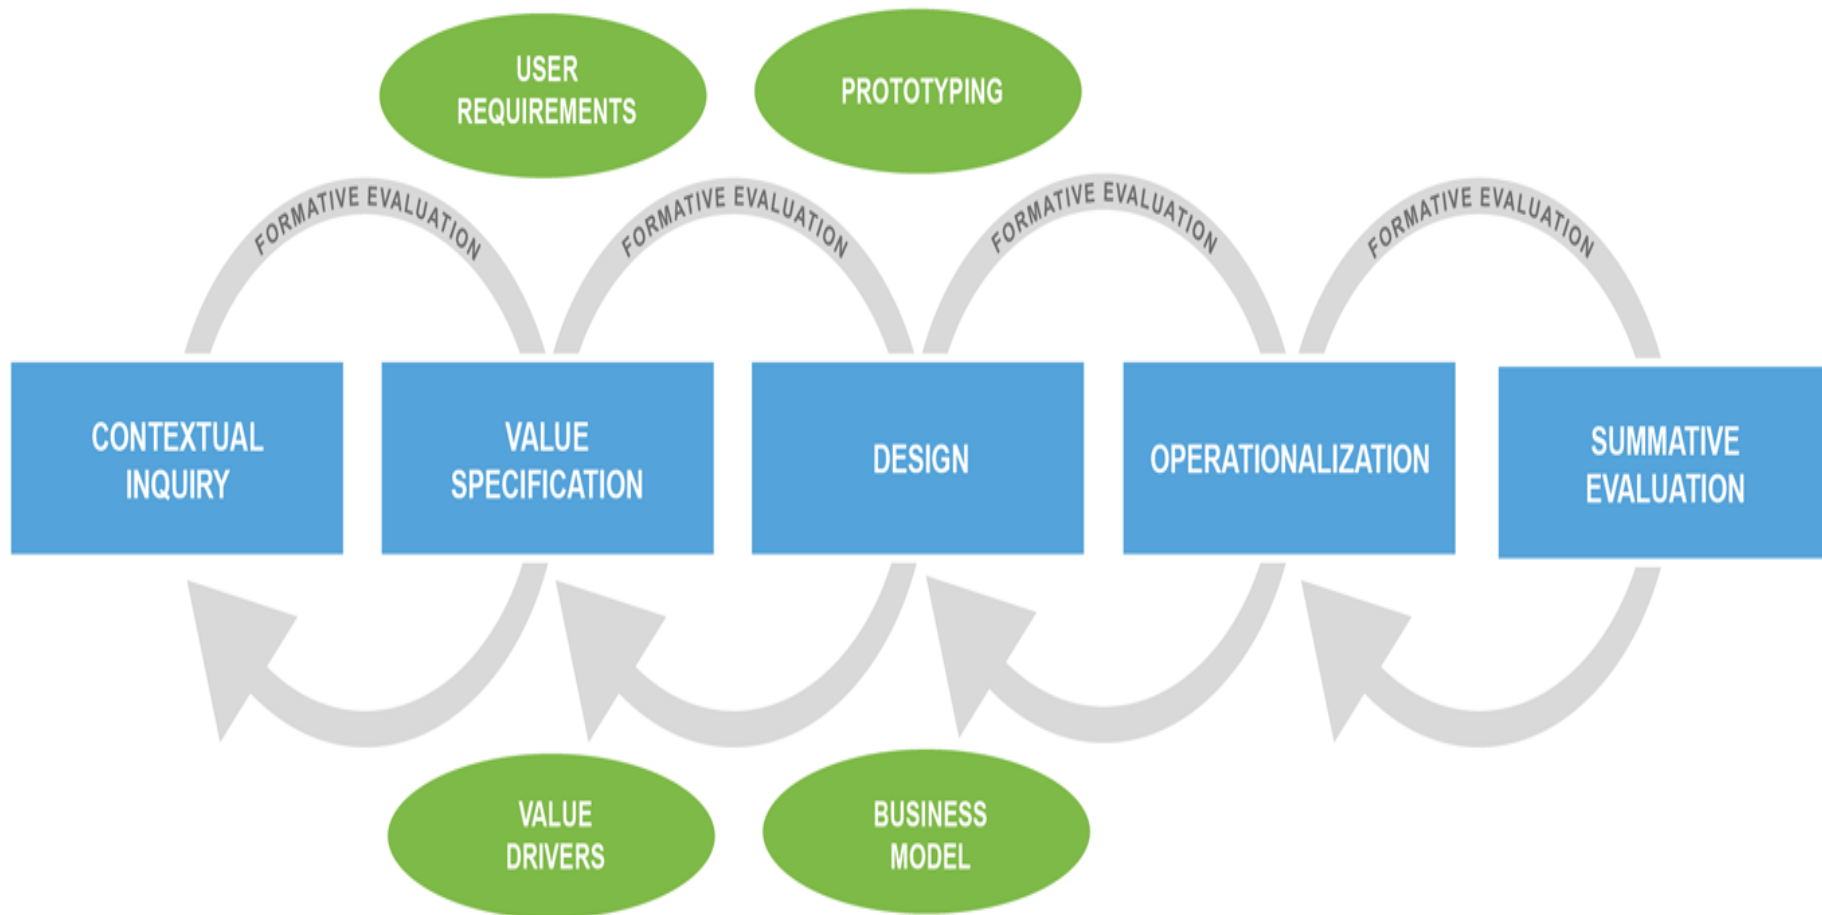 USER
REQUIREMENTS
PROTOTYPING
FORMATIVE EVALUATION
FORMATIVE EVALUATION
FORMATIVE EVALUATION
FORMATIVE EVALUATION
CONTEXTUAL
INQUIRY
VALUE
SPECIFICATION
DESIGN
OPERATIONALIZATION
SUMMATIVE
EVALUATION
VALUE
DRIVERS
BUSINESS
MODEL